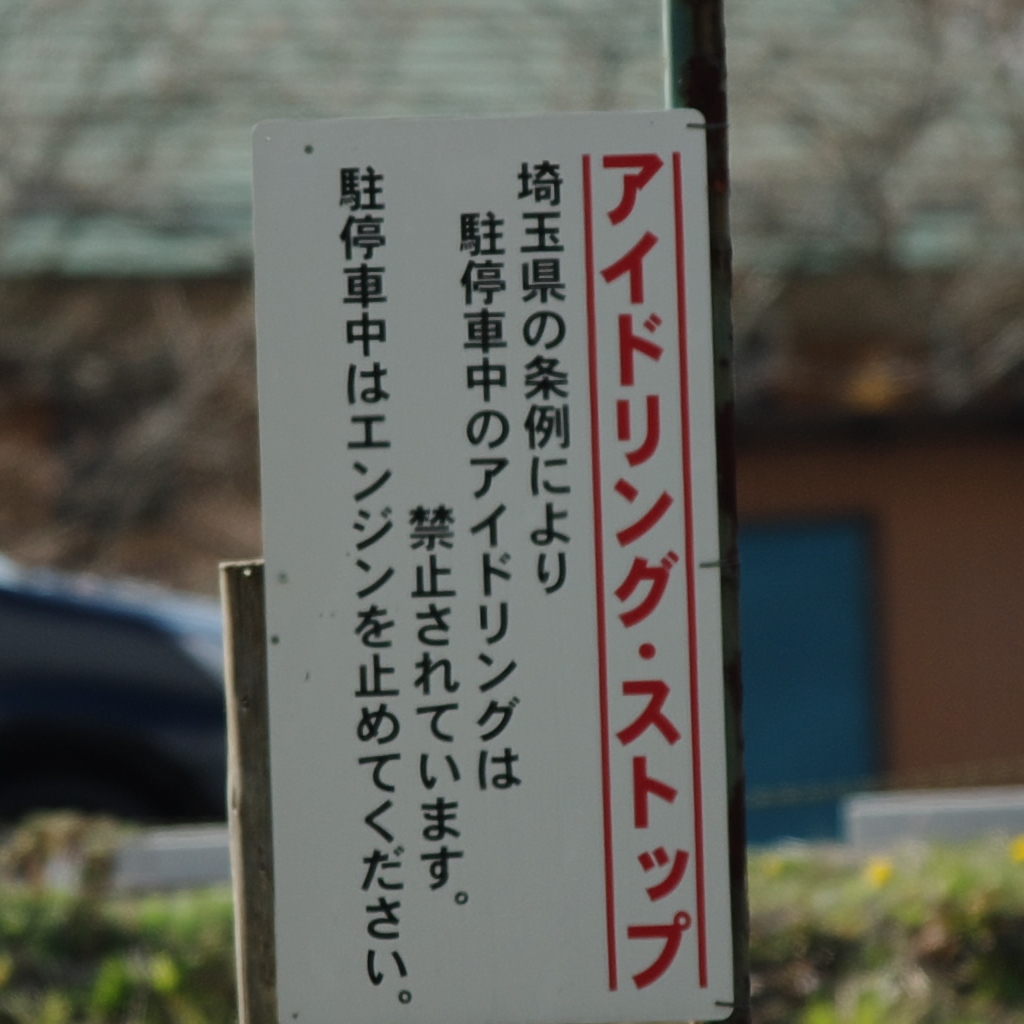 アイドリング・ストップ
埼玉県の条例により
駐停車中のアイドリングは
禁止されています。
駐停車中はエンジンを止めてください。